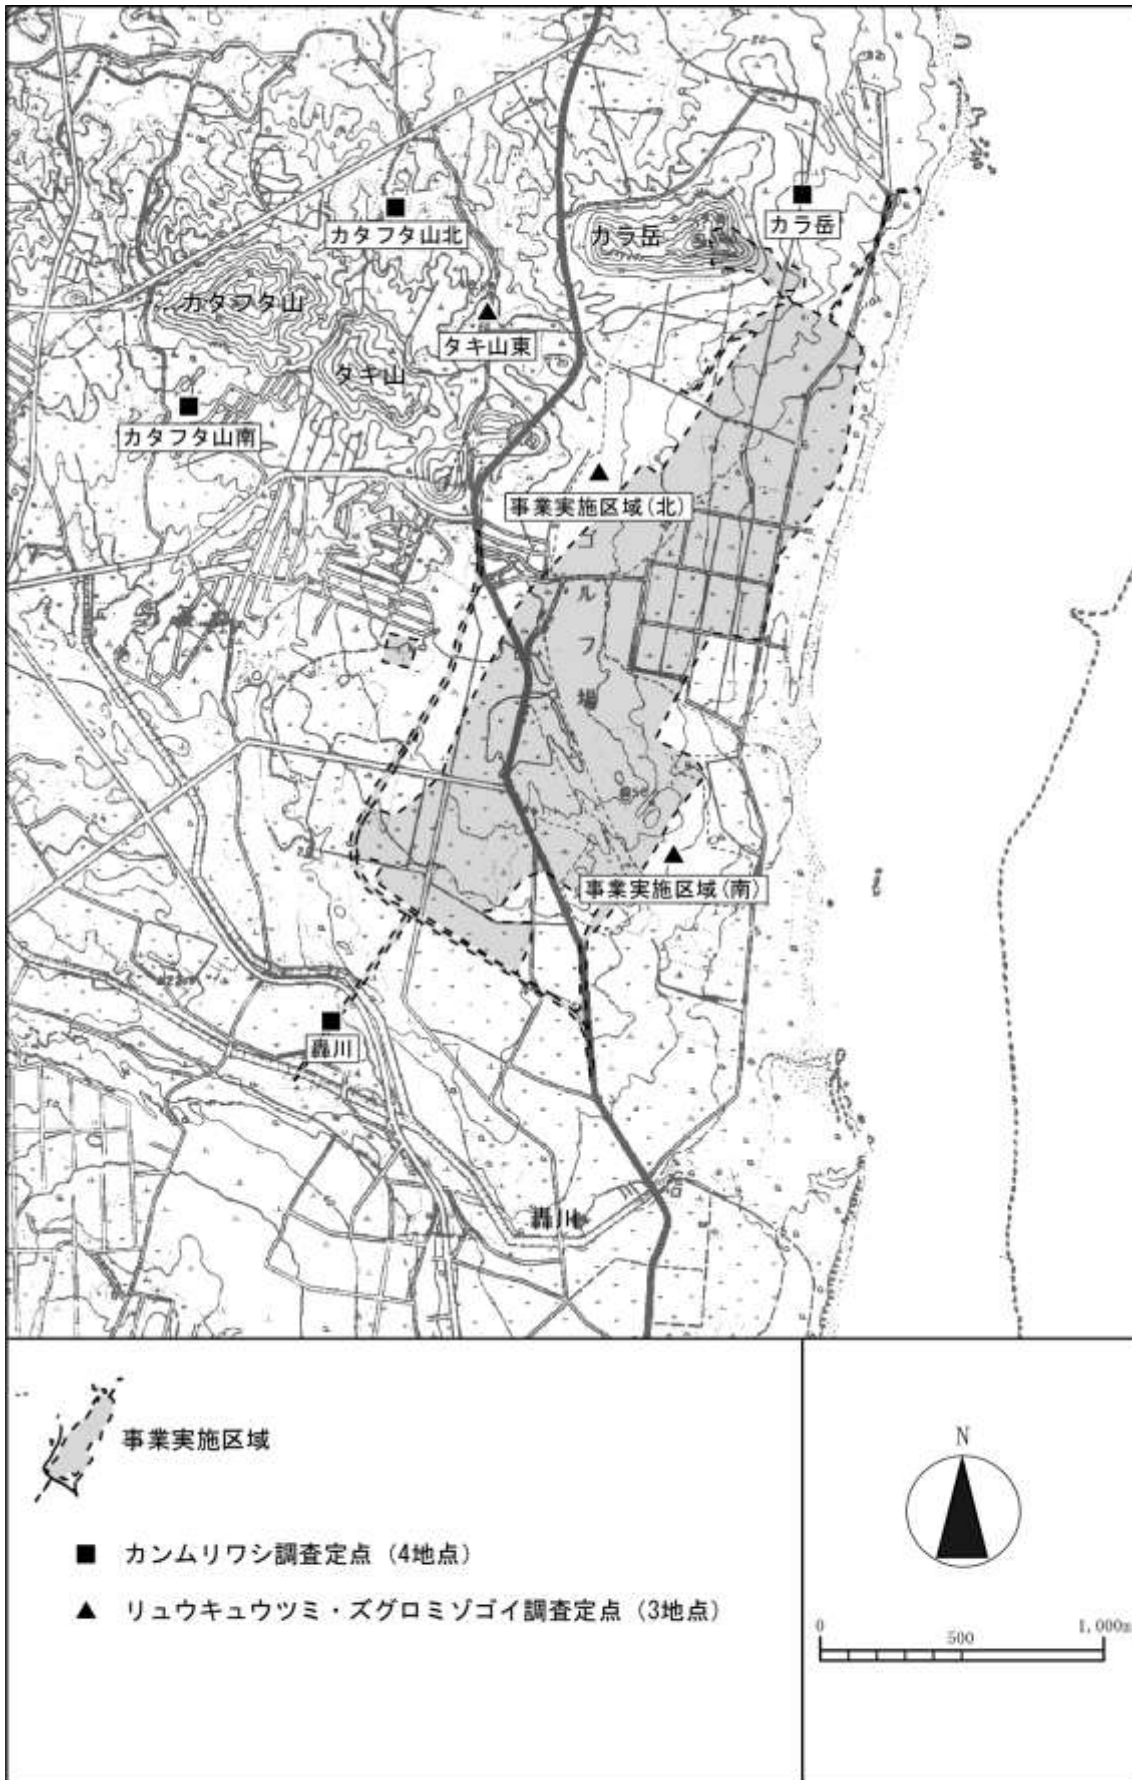 カラ岳
カラ岳
カタフタ山北
カタフタ山
タキ山東
タキ山
カタフタ山南
事業実施区域(北)
ゴルフ場
事業実施区域(南)
轟川
轟川
事業実施区域
■ カンムリワシ調査定点 (4地点)
▲ リュウキュウツミ・ズグロミゾゴイ調査定点 (3地点)
N
0
500
1,000m